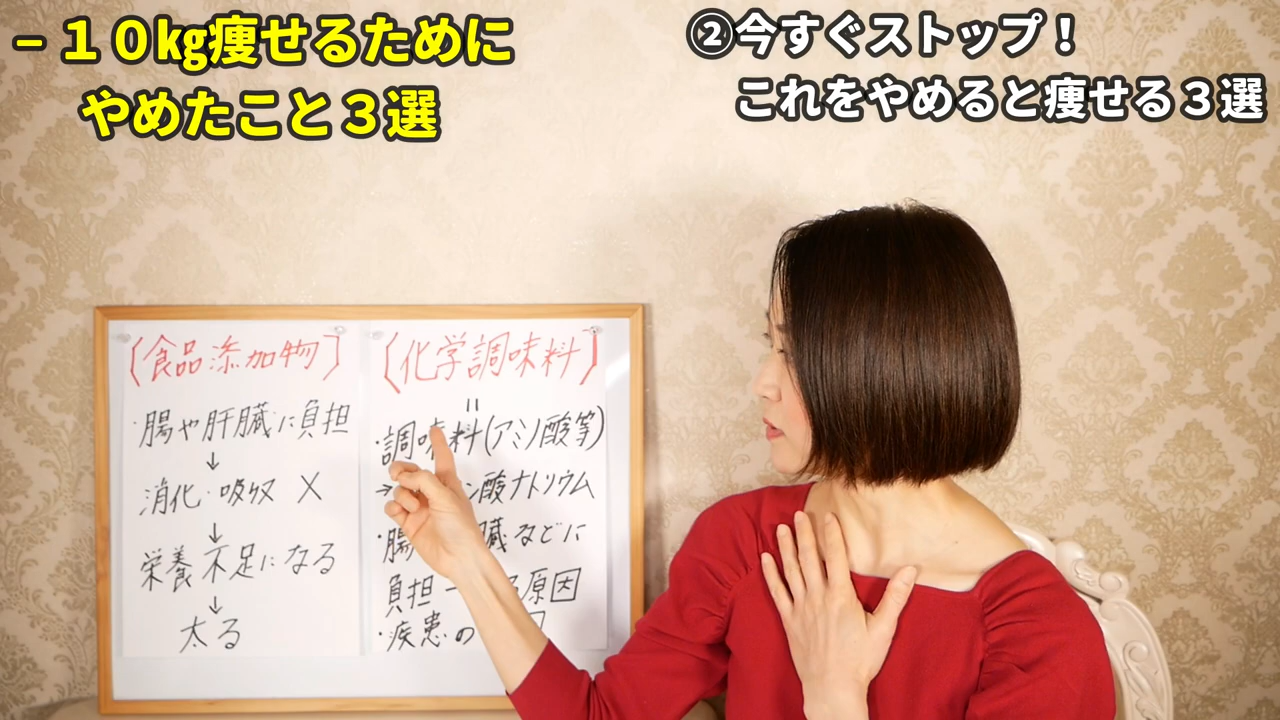 −１０㎏痩せるために
やめたこと３選
②今すぐストップ！
これをやめると痩せる３選
〔食品添加物〕
・腸や肝臓に負担
↓
消化・吸収 ×
↓
栄養不足になる
↓
太る
〔化学調味料〕
=
・調味料(アミノ酸等)
→ ン酸ナトリウム
・腸 臓などに
負担 原因
・疾患の